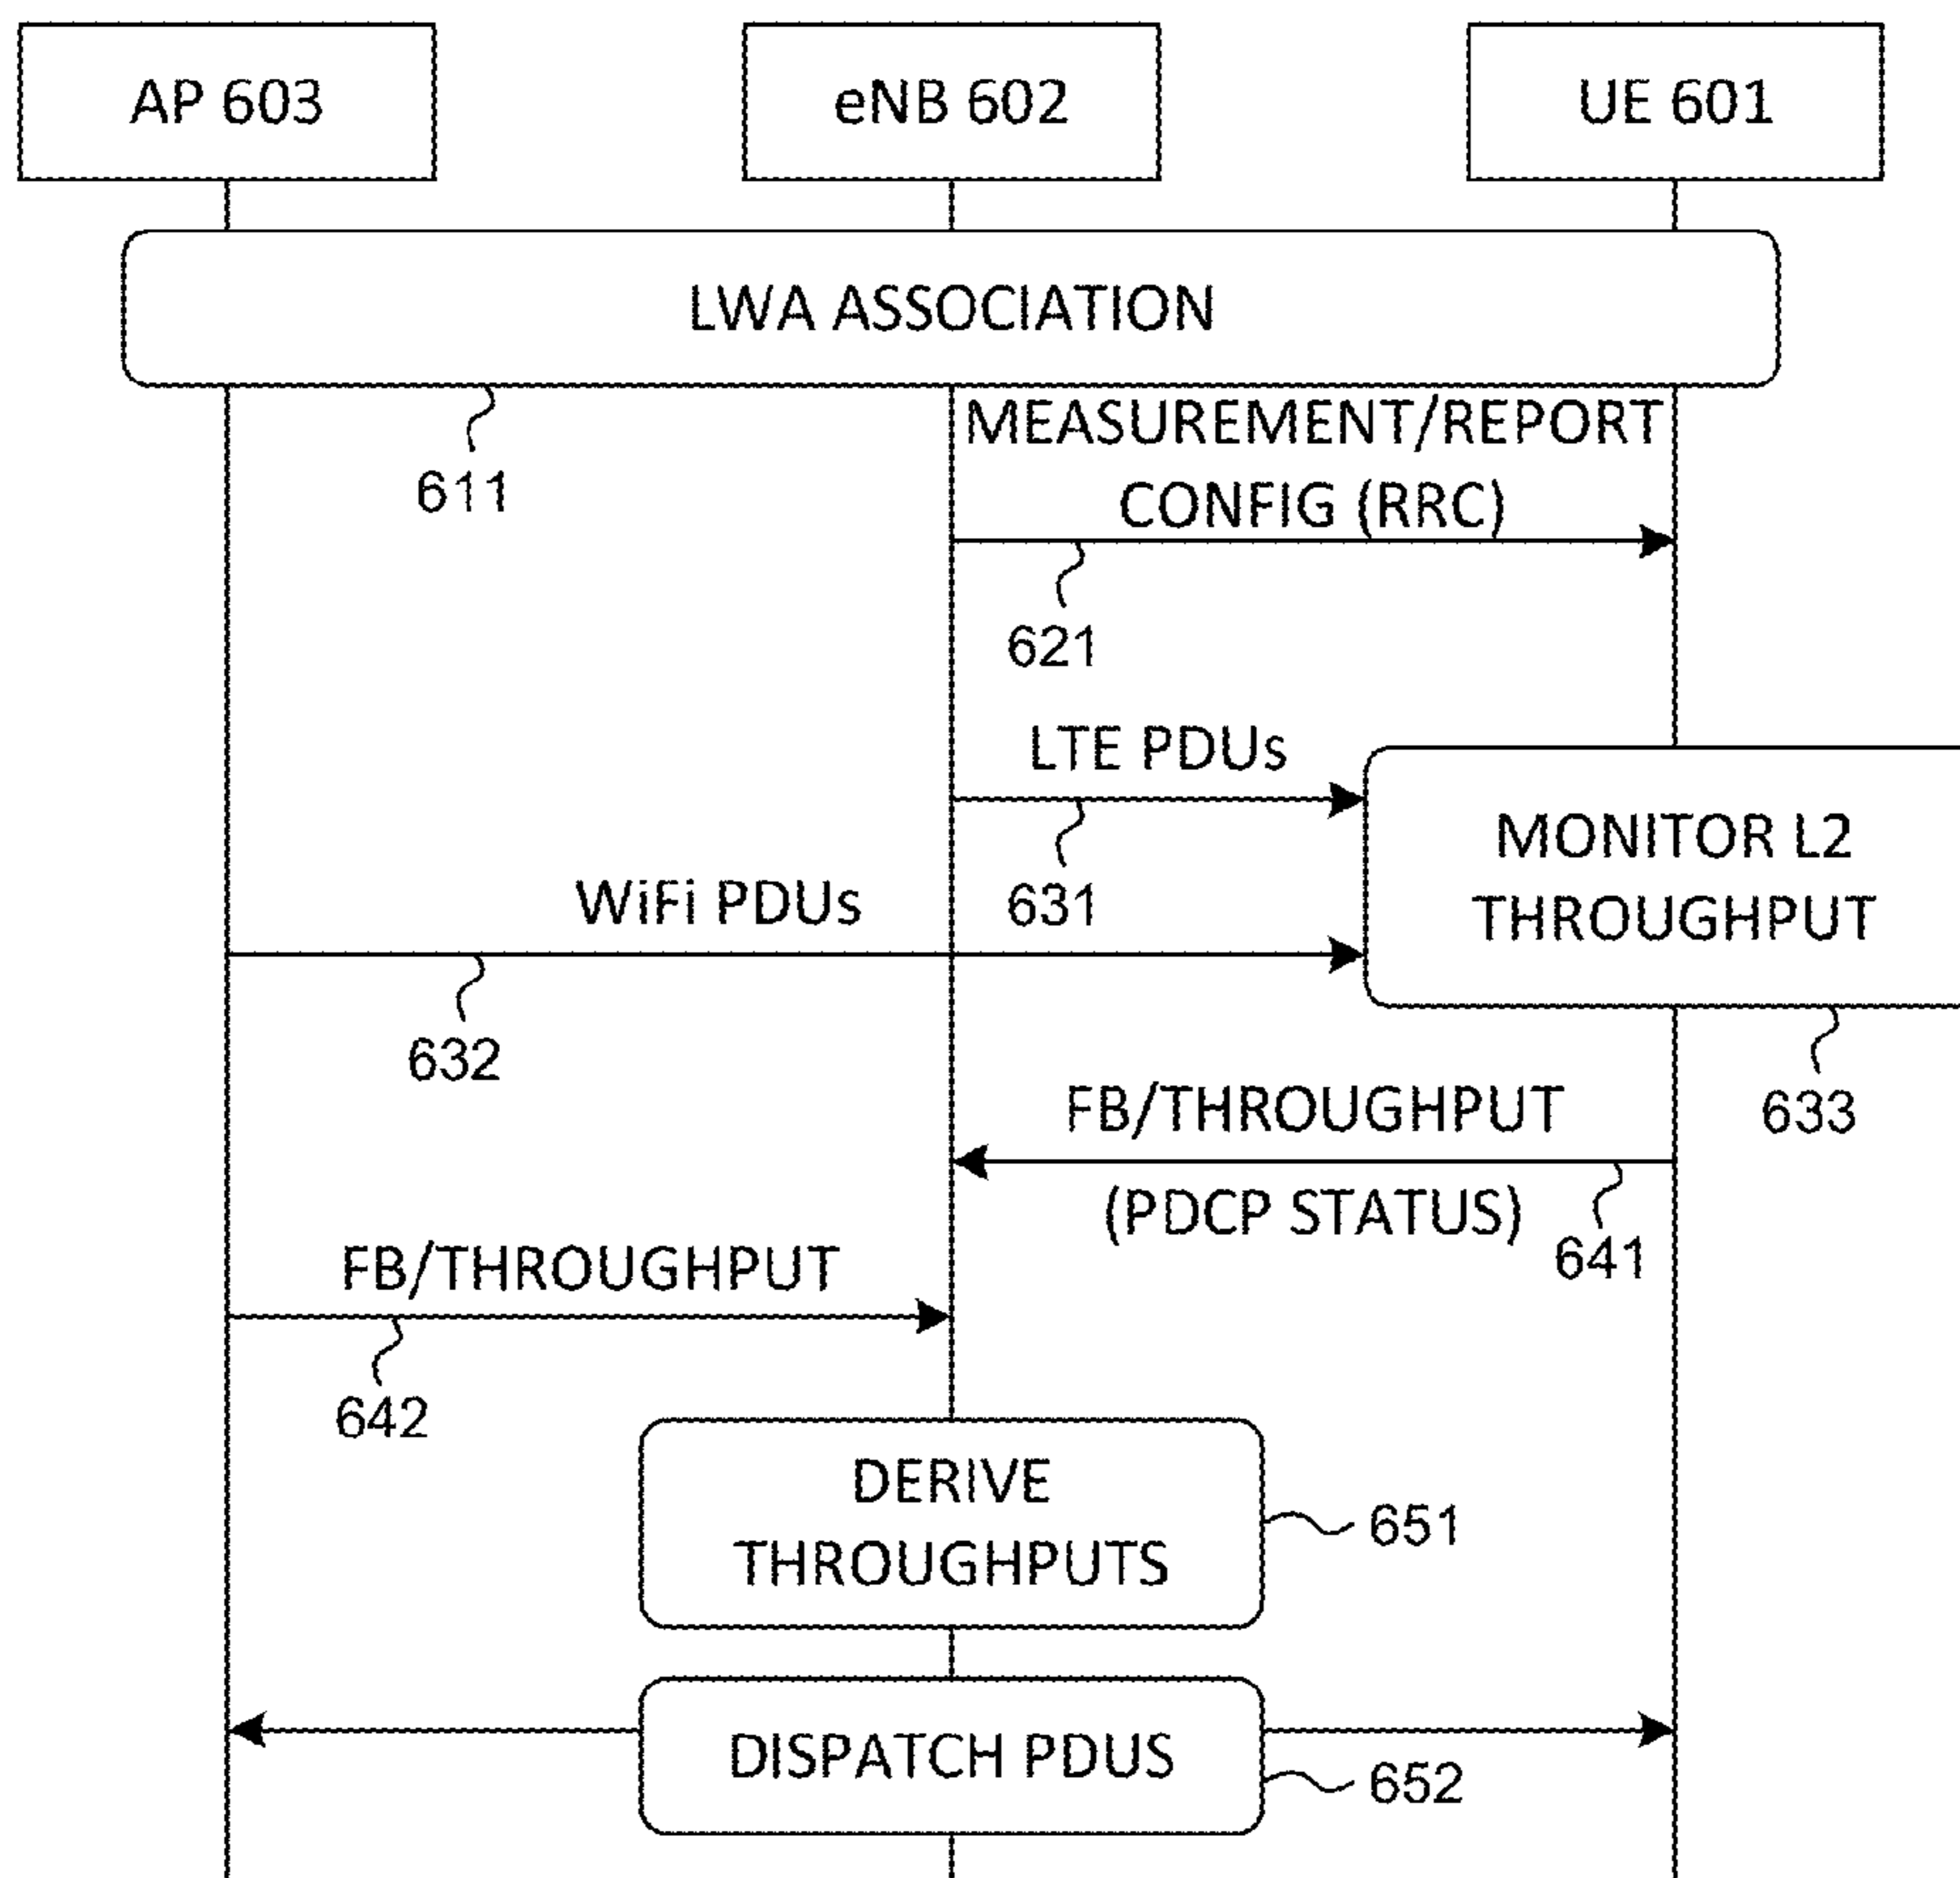 AP 603
eNB 602
UE 601
LWA ASSOCIATION
611
MEASUREMENT/REPORT
CONFIG (RRC)
621
LTE PDUs
631
MONITOR L2
THROUGHPUT
WiFi PDUs
632
633
FB/THROUGHPUT
(PDCP STATUS)
641
FB/THROUGHPUT
642
DERIVE
THROUGHPUTS
651
DISPATCH PDUS
652